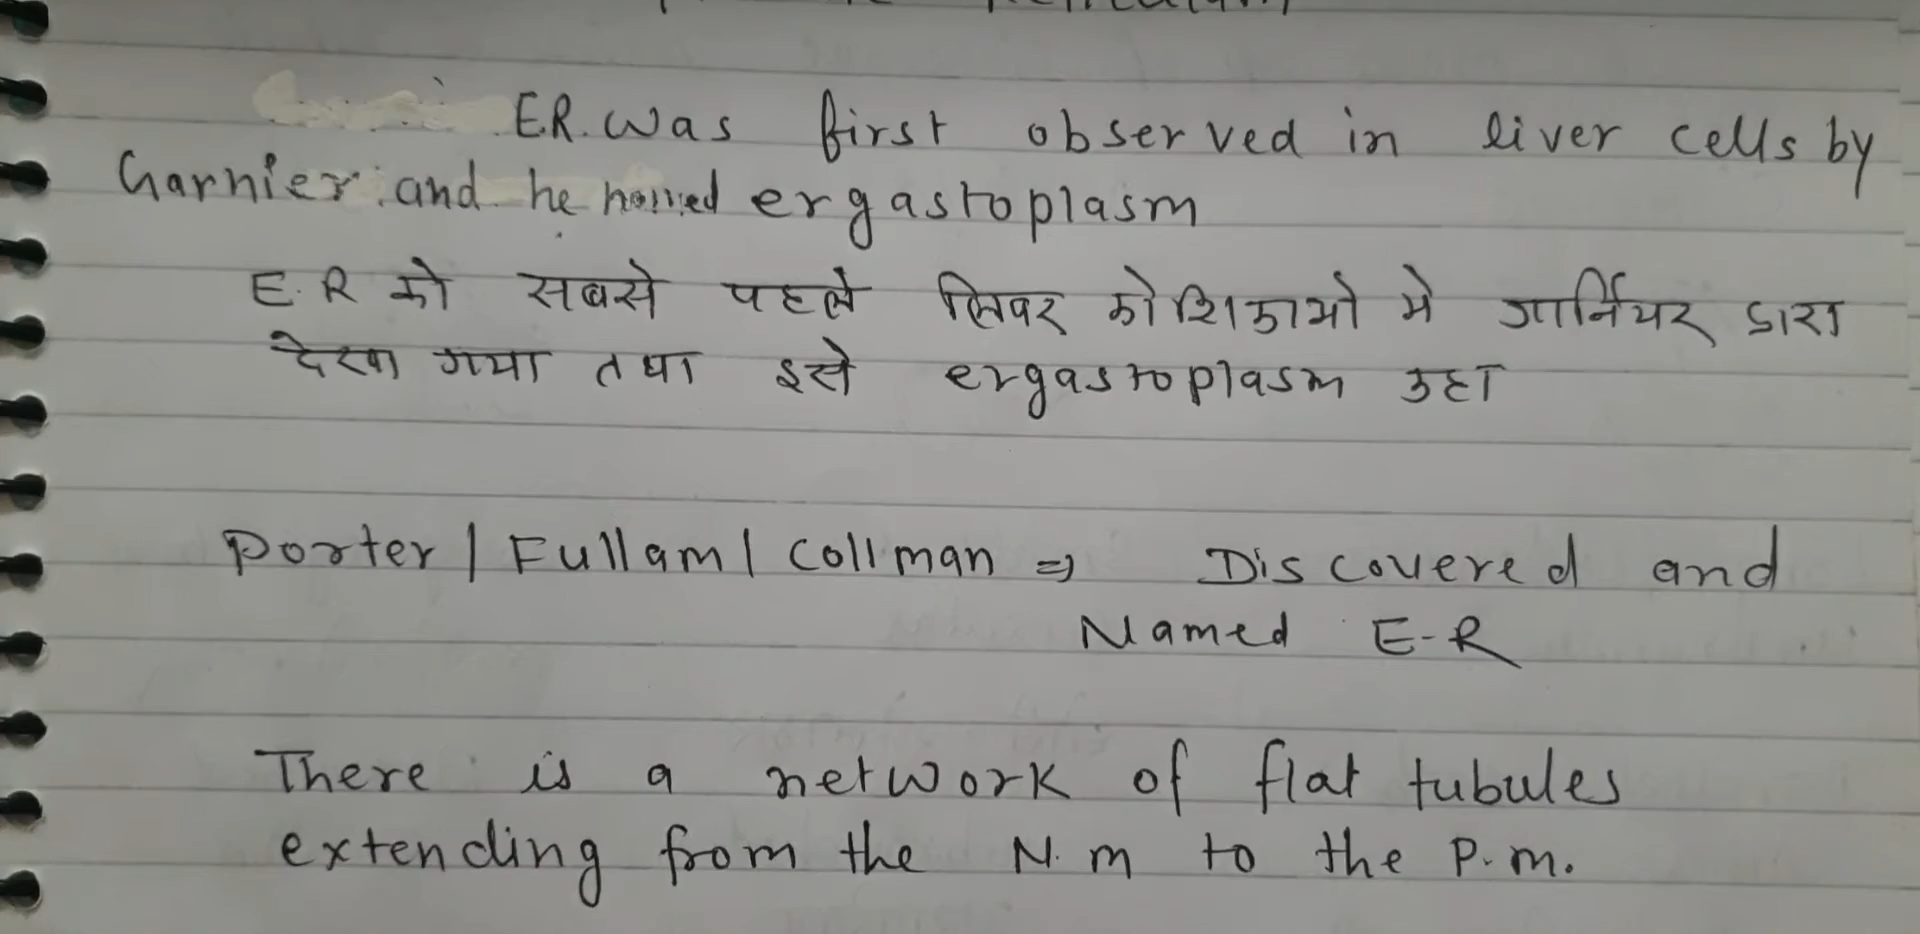 Reticulum
E.R. was first observed in liver cells by
Garnier and he named ergastoplasm
E.R को सबसे पहले लिवर कोशिकाओ मे गार्नियर द्वारा
देखा गया तथा इसे ergastoplasm कहा
Porter / Fullam / Collman ⇒ Discovered and
Named E-R
There is a network of flat tubules
extending from the N.m to the P.m.